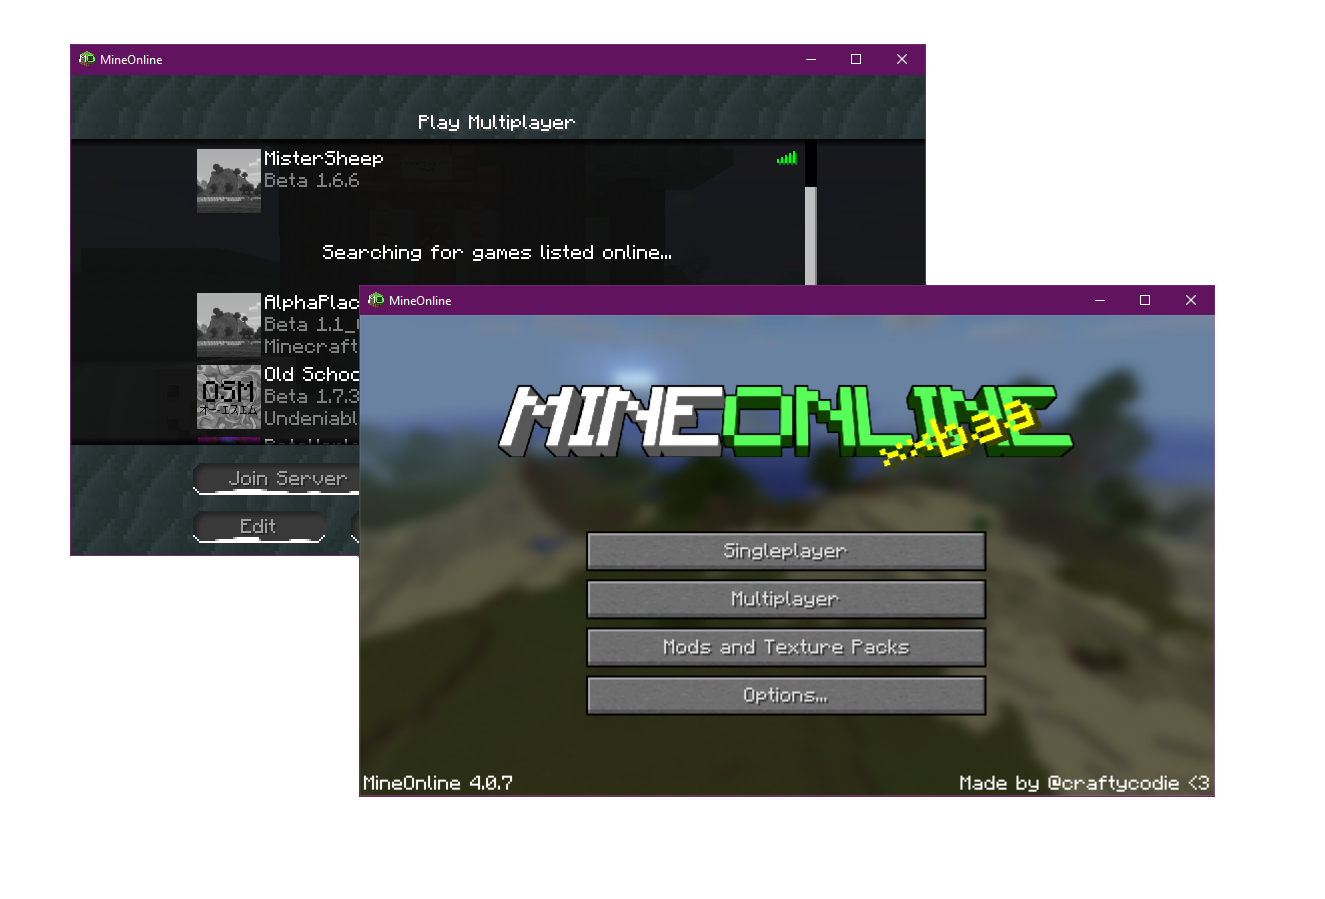 MineOnline
Play Multiplayer
MisterSheep
Beta 1.6.6
Searching for games listed online...
AlphaPlac
Beta 1.1_
Minecraft
OSM
オー・エスエム
Old Schoo
Beta 1.7.3
Undeniabl
Join Server
Edit
MineOnline
MINEONLINE
Singleplayer
Multiplayer
Mods and Texture Packs
Options...
MineOnline 4.0.7
Made by @craftycodie <3